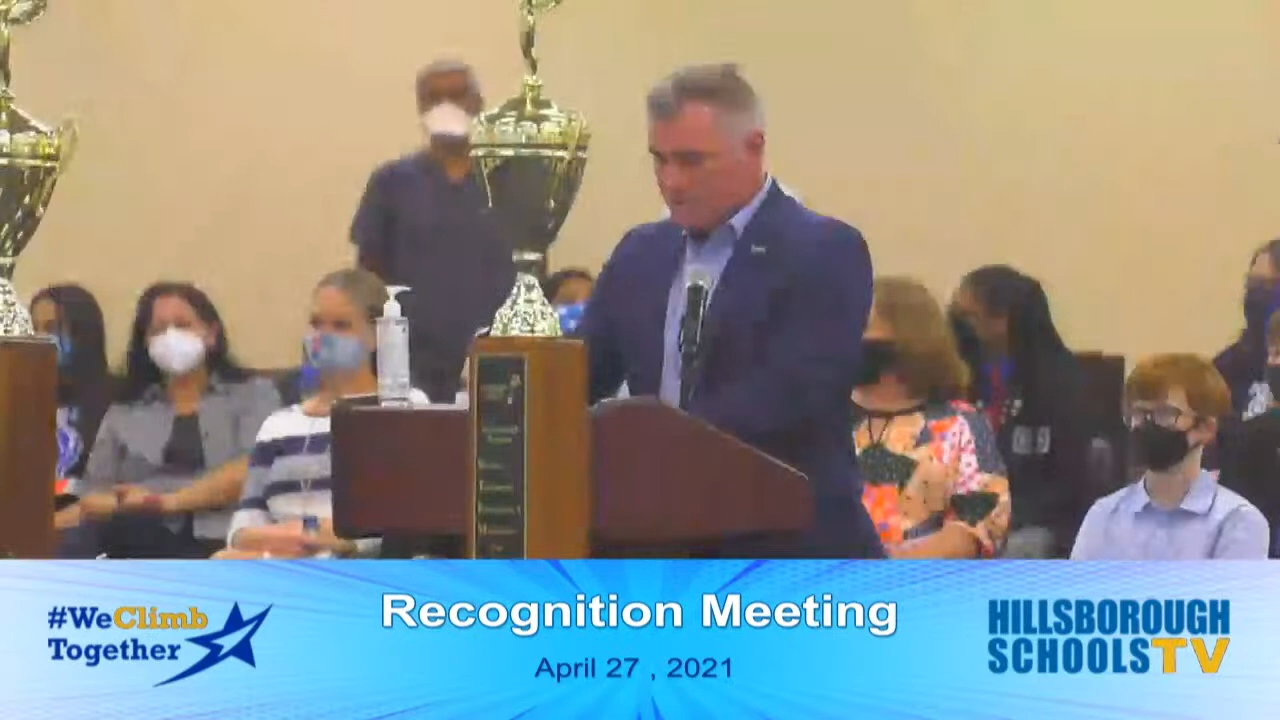 #WeClimb
Together
Recognition Meeting
April 27 , 2021
HILLSBOROUGH
SCHOOLSTV